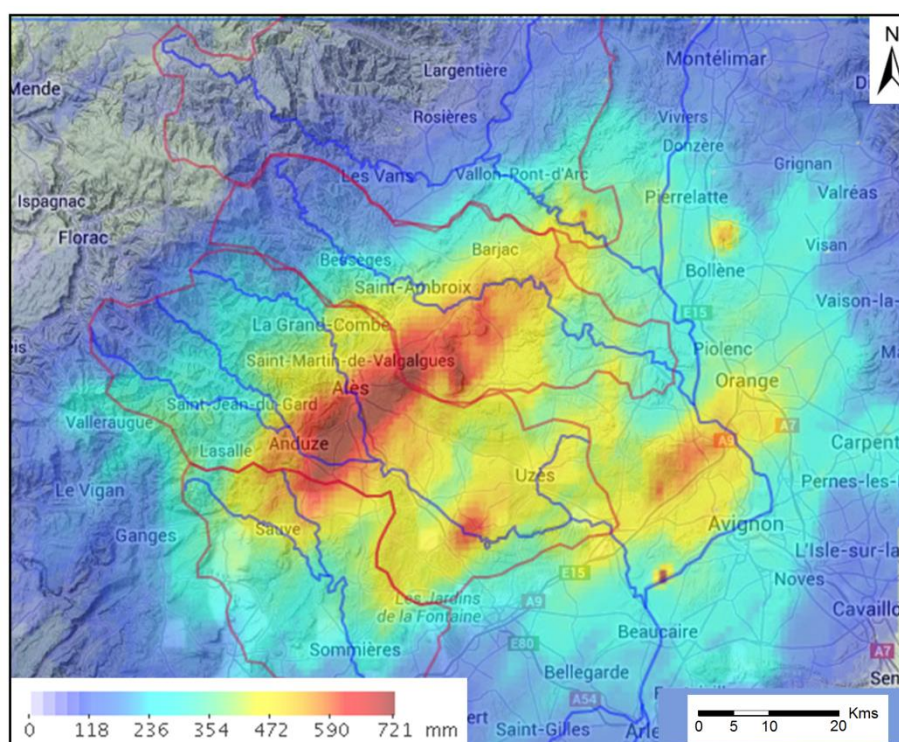 N
Montélimar
Largentière
Mende
Rosières
Viviers
Donzère
Grignan
Les Vans
Vallon-Pont-d'Arc
Pierrelatte
Valréas
Ispagnac
Florac
Barjac
Visan
Bessèges
Bollène
Saint-Ambroix
E15
Vaison-la-
La Grand-Combe
Piolenc
Saint-Martin-de-Valgalgues
Alès
Orange
Saint-Jean-du-Gard
Valleraugue
A7
Anduze
Carpent
Lasalle
Uzès
Pernes-les-
Le Vigan
Sauve
Avignon
Ganges
L'Isle-sur-la
E15
Noves
Les Jardins
de la Fontaine
A9
Cavaillo
Beaucaire
E80
Sommières
A7
Bellegarde
Sen
A54
Saint-Gilles
Arle
0 118 236 354 472 590 721 mm
0 5 10 20 Kms